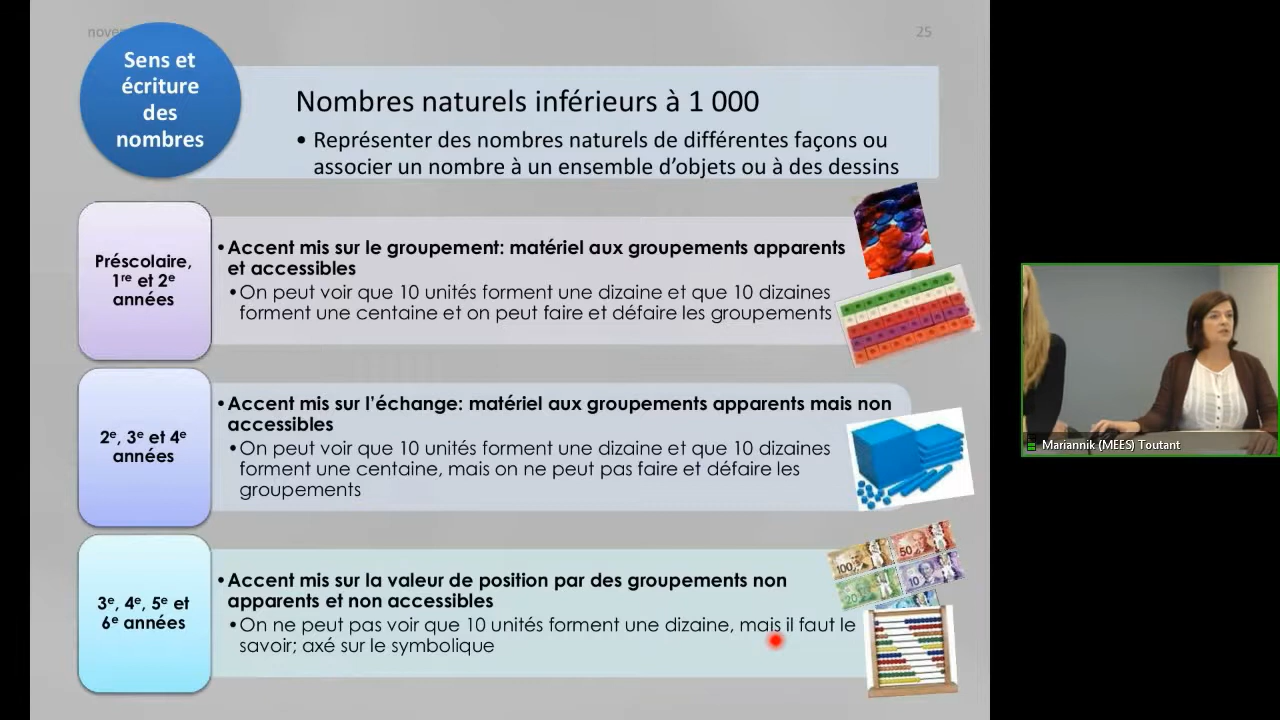 25
Sens et
écriture
des
nombres
Nombres naturels inférieurs à 1 000
• Représenter des nombres naturels de différentes façons ou
associer un nombre à un ensemble d’objets ou à des dessins
Préscolaire,
1re et 2e
années
•Accent mis sur le groupement: matériel aux groupements apparents
et accessibles
•On peut voir que 10 unités forment une dizaine et que 10 dizaines
forment une centaine et on peut faire et défaire les groupements
2e, 3e et 4e
années
•Accent mis sur l’échange: matériel aux groupements apparents mais non
accessibles
•On peut voir que 10 unités forment une dizaine et que 10 dizaines
forment une centaine, mais on ne peut pas faire et défaire les
groupements
3e, 4e, 5e et
6e années
•Accent mis sur la valeur de position par des groupements non
apparents et non accessibles
•On ne peut pas voir que 10 unités forment une dizaine, mais il faut le
savoir; axé sur le symbolique
100
50
20
10
Mariannik (MEES) Toutant